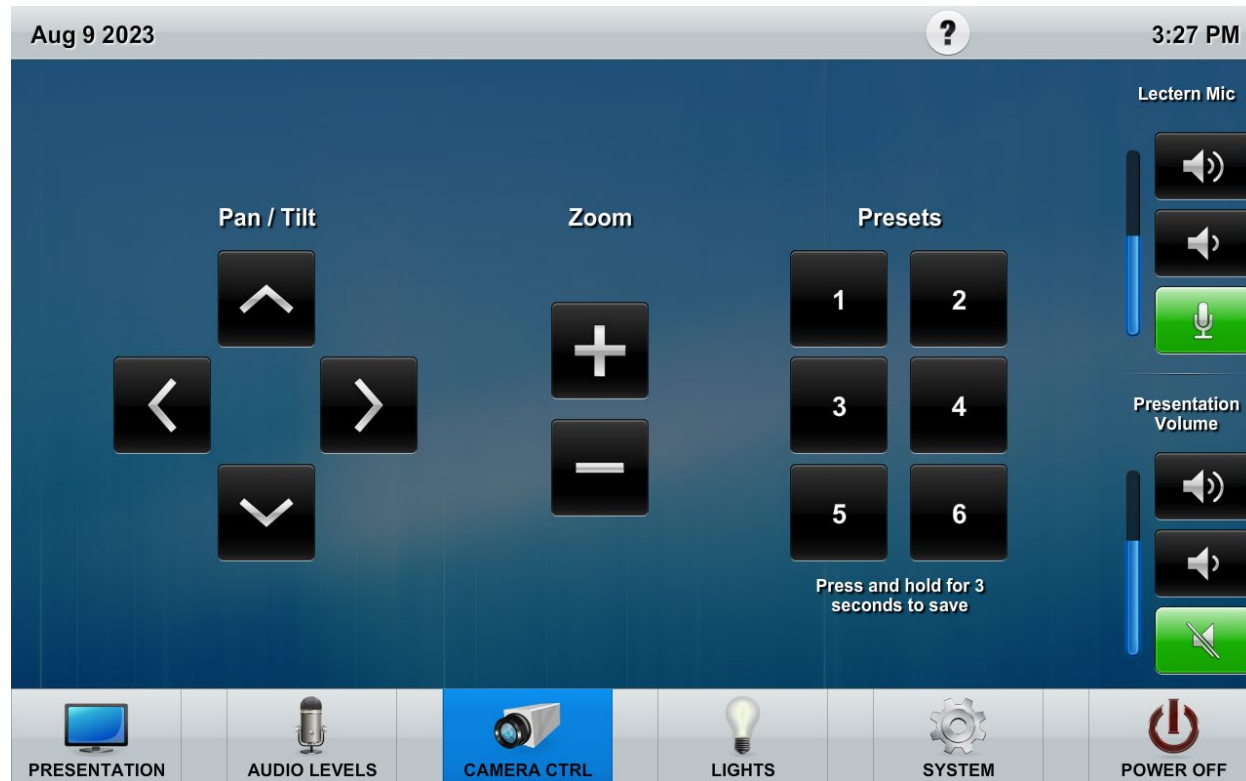 Aug 9 2023
?
3:27 PM
Lectern Mic
Pan / Tilt
Zoom
Presets
1
2
3
4
5
6
Press and hold for 3
seconds to save
Presentation
Volume
PRESENTATION
AUDIO LEVELS
CAMERA CTRL
LIGHTS
SYSTEM
POWER OFF